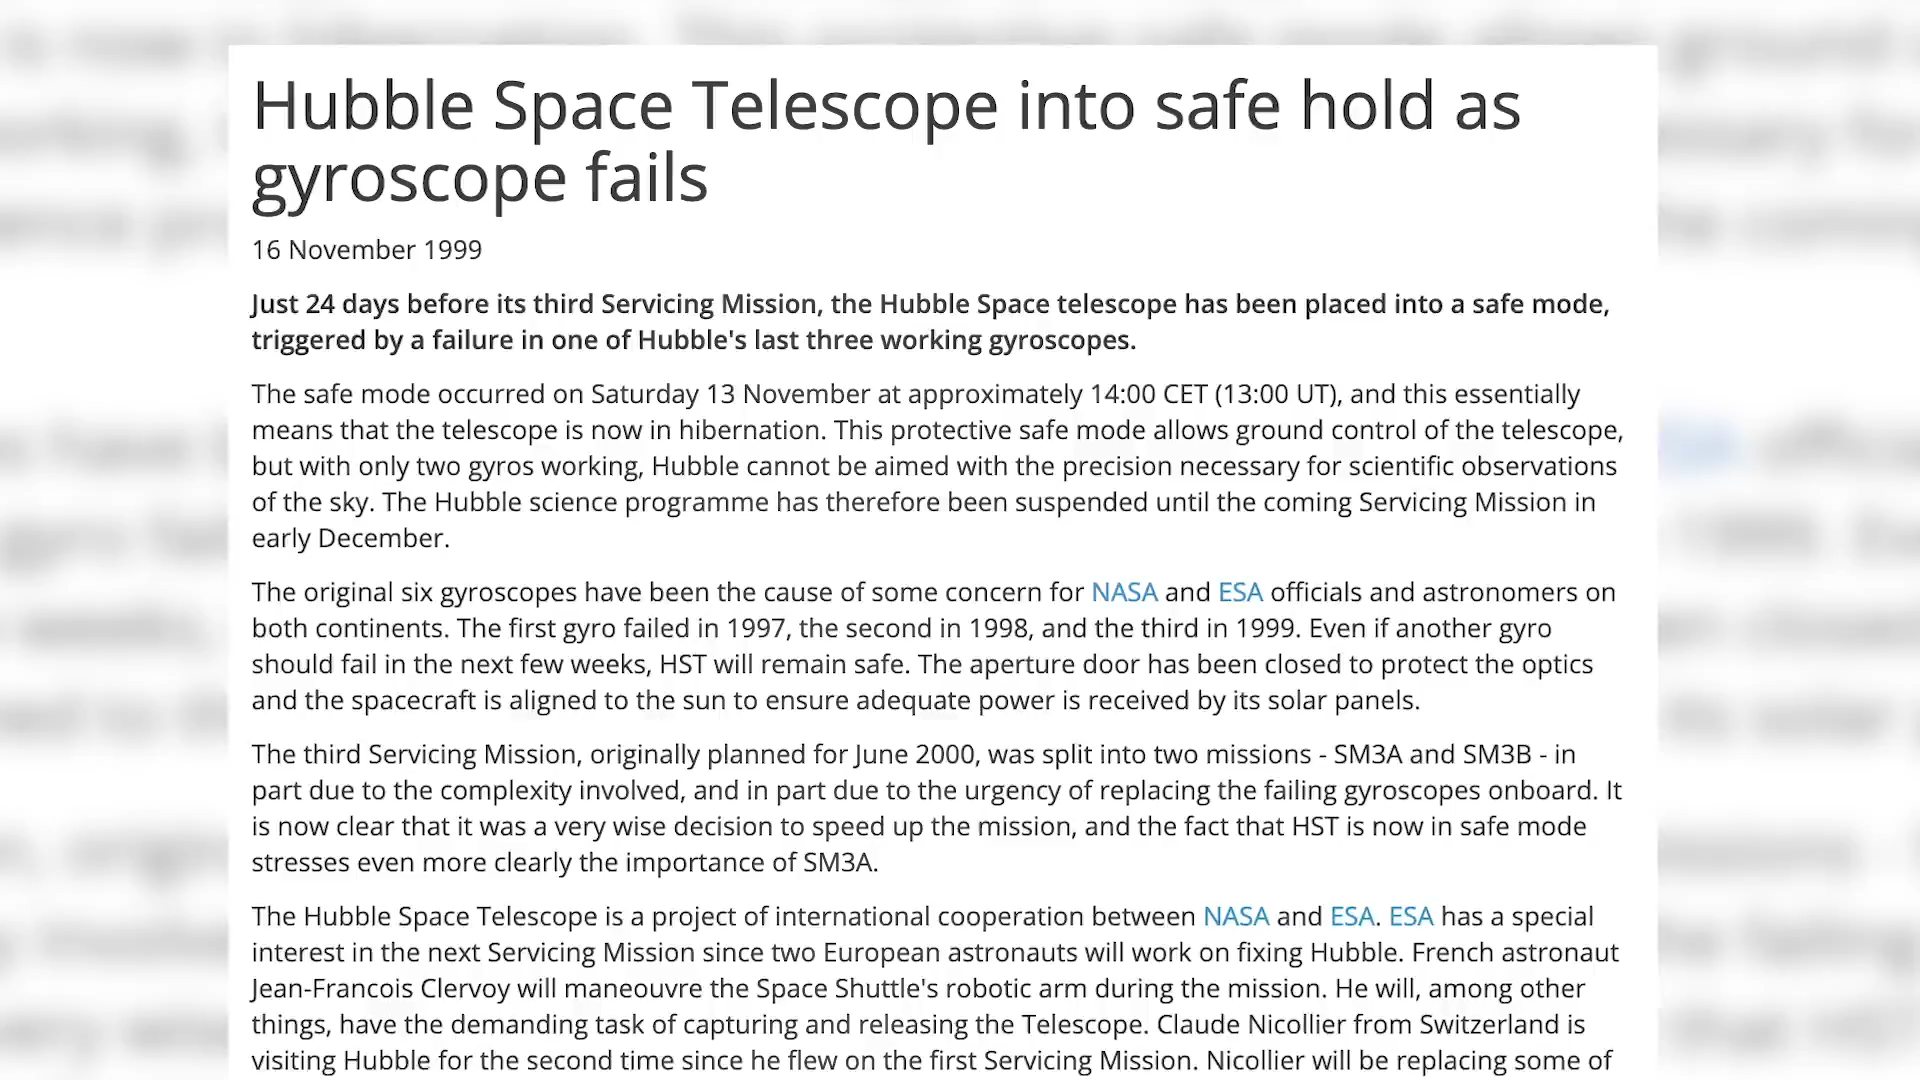 Hubble Space Telescope into safe hold as
gyroscope fails
16 November 1999
Just 24 days before its third Servicing Mission, the Hubble Space telescope has been placed into a safe mode,
triggered by a failure in one of Hubble's last three working gyroscopes.
The safe mode occurred on Saturday 13 November at approximately 14:00 CET (13:00 UT), and this essentially
means that the telescope is now in hibernation. This protective safe mode allows ground control of the telescope,
but with only two gyros working, Hubble cannot be aimed with the precision necessary for scientific observations
of the sky. The Hubble science programme has therefore been suspended until the coming Servicing Mission in
early December.
The original six gyroscopes have been the cause of some concern for NASA and ESA officials and astronomers on
both continents. The first gyro failed in 1997, the second in 1998, and the third in 1999. Even if another gyro
should fail in the next few weeks, HST will remain safe. The aperture door has been closed to protect the optics
and the spacecraft is aligned to the sun to ensure adequate power is received by its solar panels.
The third Servicing Mission, originally planned for June 2000, was split into two missions - SM3A and SM3B - in
part due to the complexity involved, and in part due to the urgency of replacing the failing gyroscopes onboard. It
is now clear that it was a very wise decision to speed up the mission, and the fact that HST is now in safe mode
stresses even more clearly the importance of SM3A.
The Hubble Space Telescope is a project of international cooperation between NASA and ESA. ESA has a special
interest in the next Servicing Mission since two European astronauts will work on fixing Hubble. French astronaut
Jean-Francois Clervoy will maneouvre the Space Shuttle's robotic arm during the mission. He will, among other
things, have the demanding task of capturing and releasing the Telescope. Claude Nicollier from Switzerland is
visiting Hubble for the second time since he flew on the first Servicing Mission. Nicollier will be replacing some of